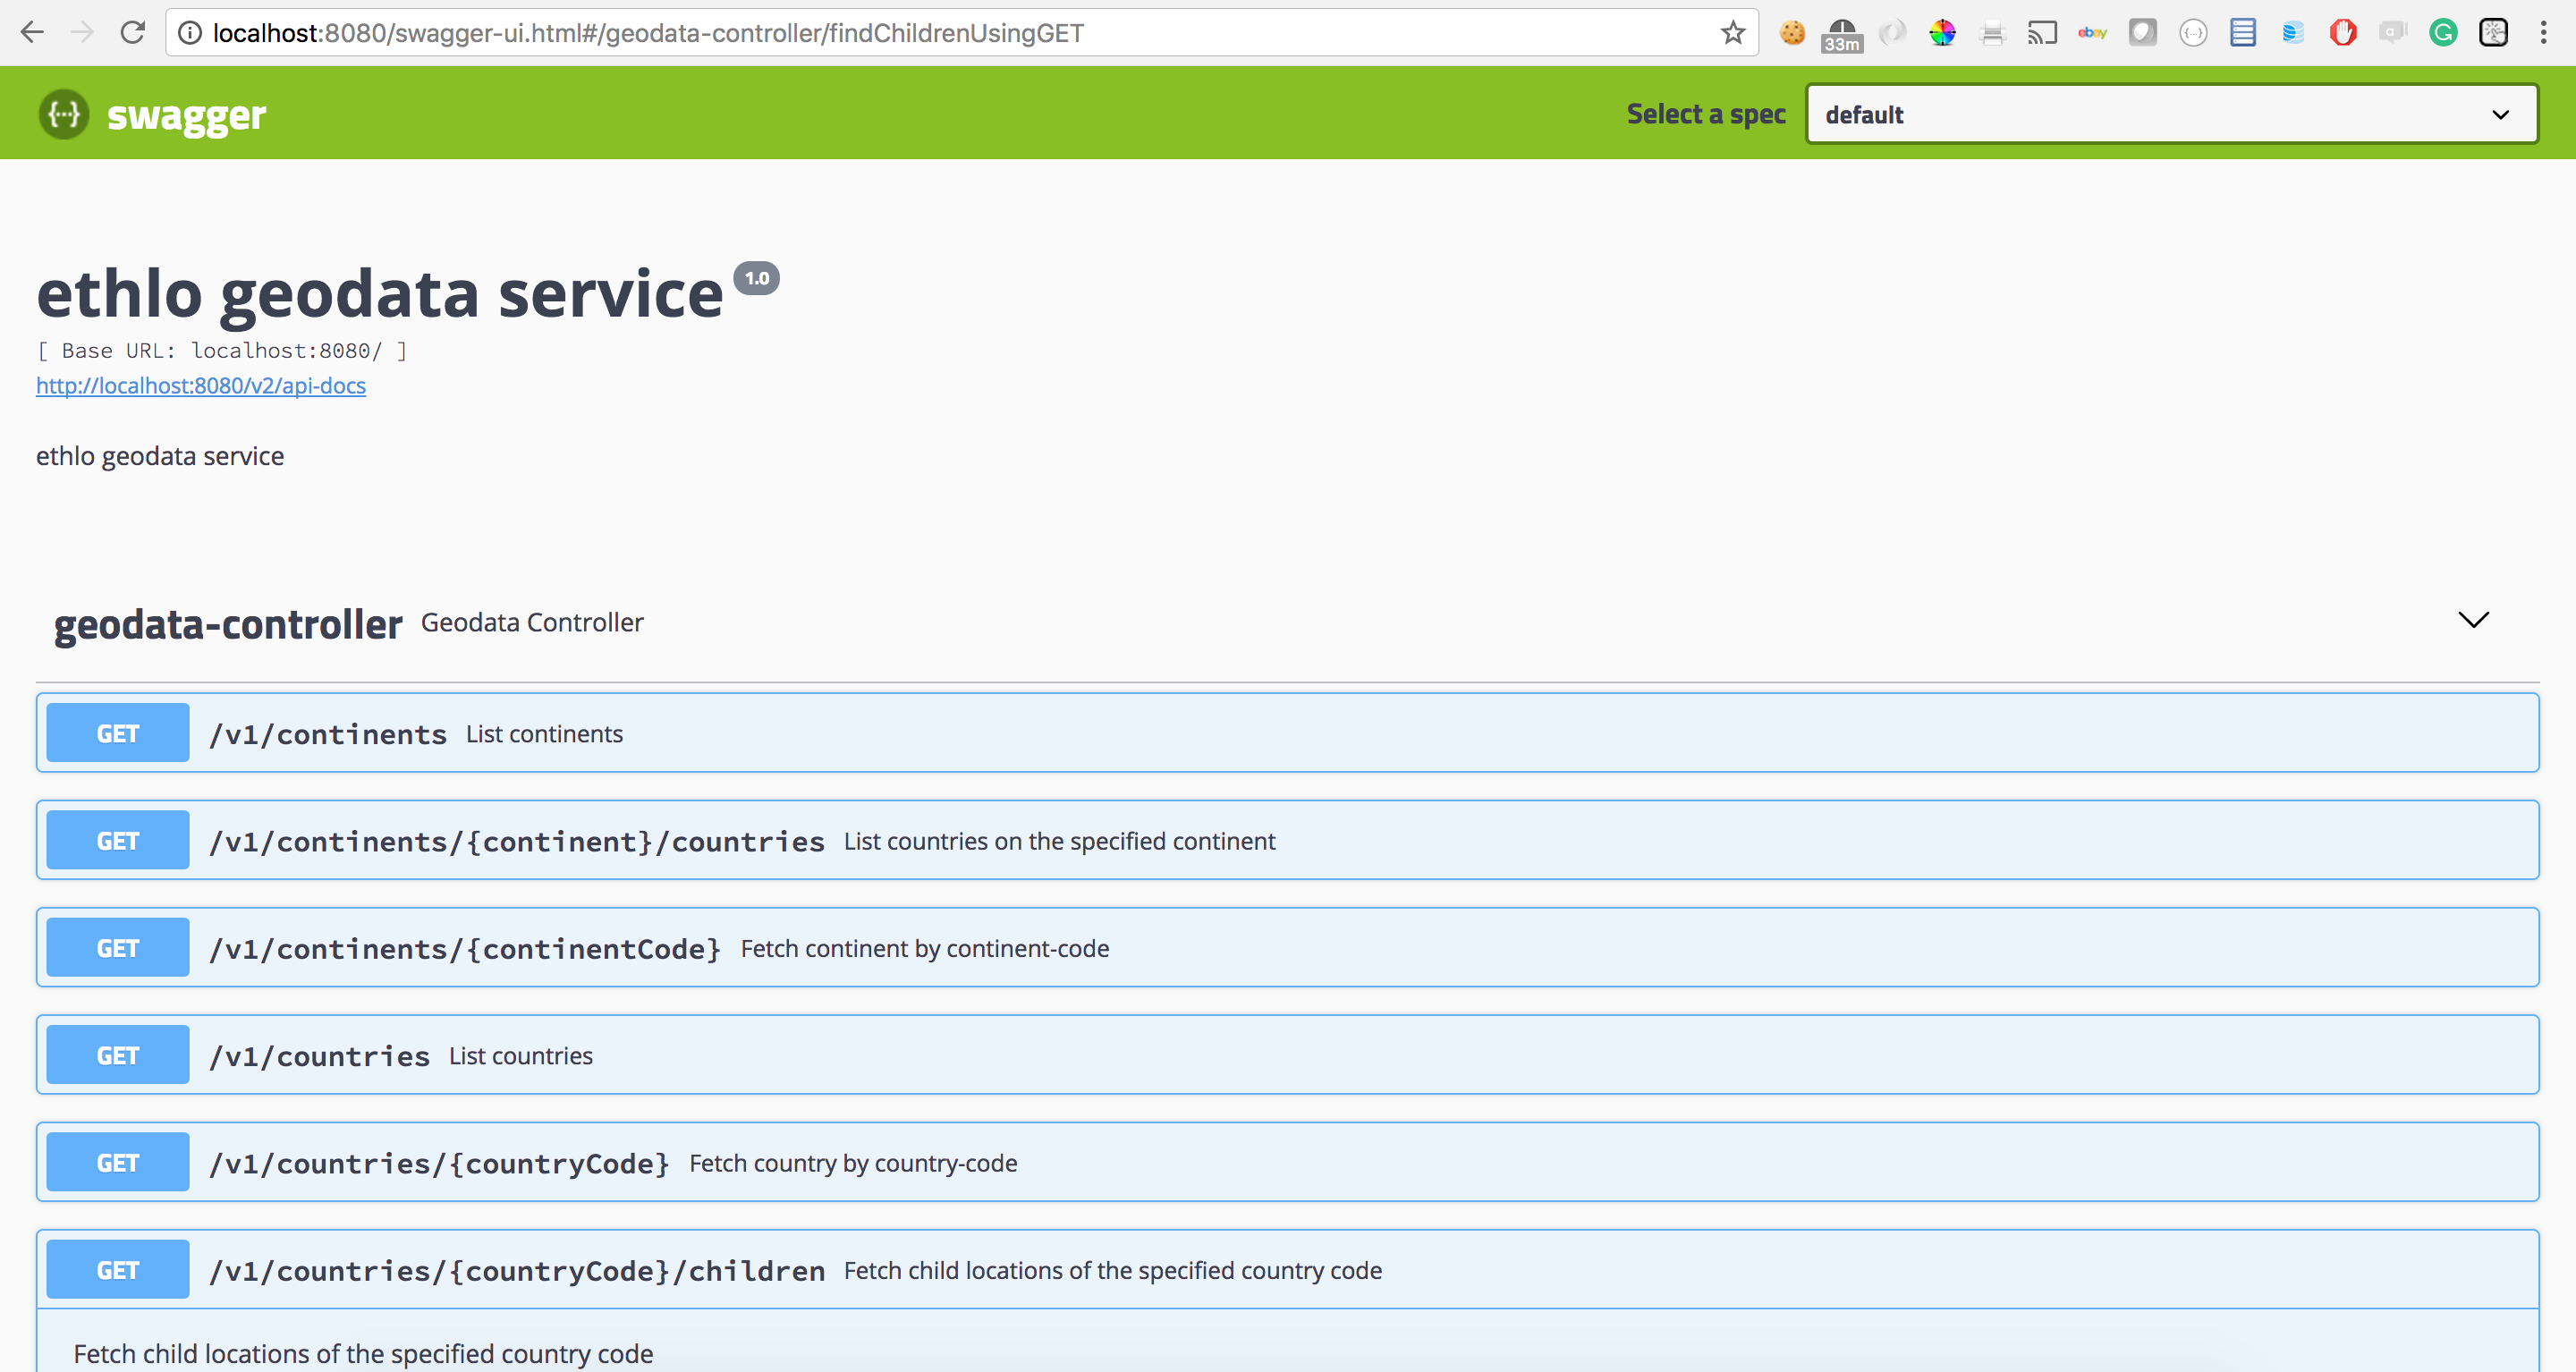 localhost:8080/swagger-ui.html#/geodata-controller/findChildrenUsingGET
33m
ebay
{...} swagger
Select a spec
default
ethlo geodata service 1.0
[ Base URL: localhost:8080/ ]
http://localhost:8080/v2/api-docs
ethlo geodata service
geodata-controller Geodata Controller
GET /v1/continents List continents
GET /v1/continents/{continent}/countries List countries on the specified continent
GET /v1/continents/{continentCode} Fetch continent by continent-code
GET /v1/countries List countries
GET /v1/countries/{countryCode} Fetch country by country-code
GET /v1/countries/{countryCode}/children Fetch child locations of the specified country code
Fetch child locations of the specified country code